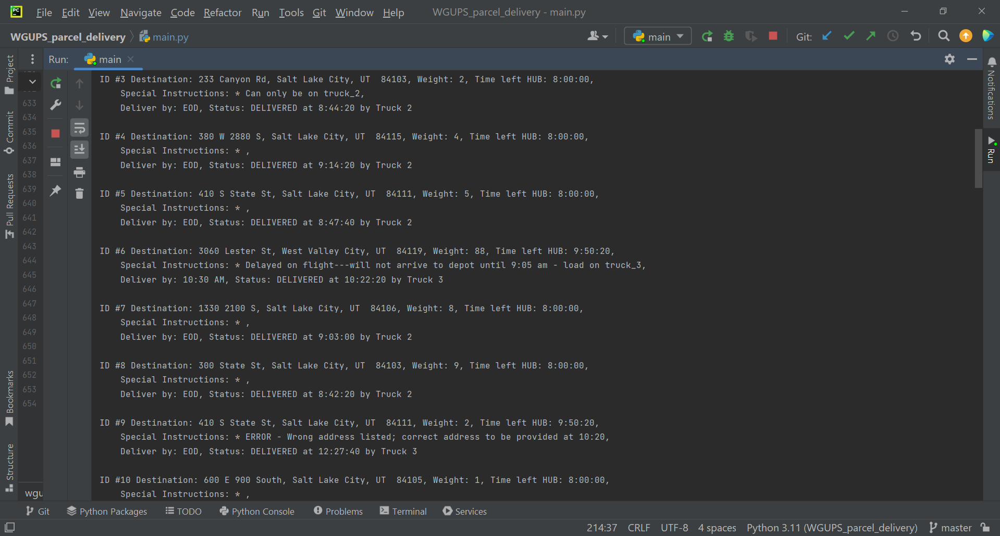 PC File Edit View Navigate Code Refactor Run Tools Git Window Help WGUPS_parcel_delivery - main.py
WGUPS_parcel_delivery main.py main Git:
Project
Commit
Pull Requests
Bookmarks
Structure
Run: main
633
634
635
636
637
638
639
640
641
642
643
644
645
646
647
648
649
650
651
652
653
654
wgu
ID #3 Destination: 233 Canyon Rd, Salt Lake City, UT  84103, Weight: 2, Time left HUB: 8:00:00,
Special Instructions: * Can only be on truck_2,
Deliver by: EOD, Status: DELIVERED at 8:44:20 by Truck 2
ID #4 Destination: 380 W 2880 S, Salt Lake City, UT  84115, Weight: 4, Time left HUB: 8:00:00,
Special Instructions: * ,
Deliver by: EOD, Status: DELIVERED at 9:14:20 by Truck 2
ID #5 Destination: 410 S State St, Salt Lake City, UT  84111, Weight: 5, Time left HUB: 8:00:00,
Special Instructions: * ,
Deliver by: EOD, Status: DELIVERED at 8:47:40 by Truck 2
ID #6 Destination: 3060 Lester St, West Valley City, UT  84119, Weight: 88, Time left HUB: 9:50:20,
Special Instructions: * Delayed on flight---will not arrive to depot until 9:05 am - load on truck_3,
Deliver by: 10:30 AM, Status: DELIVERED at 10:22:20 by Truck 3
ID #7 Destination: 1330 2100 S, Salt Lake City, UT  84106, Weight: 8, Time left HUB: 8:00:00,
Special Instructions: * ,
Deliver by: EOD, Status: DELIVERED at 9:03:00 by Truck 2
ID #8 Destination: 300 State St, Salt Lake City, UT  84103, Weight: 9, Time left HUB: 8:00:00,
Special Instructions: * ,
Deliver by: EOD, Status: DELIVERED at 8:42:20 by Truck 2
ID #9 Destination: 410 S State St, Salt Lake City, UT  84111, Weight: 2, Time left HUB: 9:50:20,
Special Instructions: * ERROR - Wrong address listed; correct address to be provided at 10:20,
Deliver by: EOD, Status: DELIVERED at 12:27:40 by Truck 3
ID #10 Destination: 600 E 900 South, Salt Lake City, UT  84105, Weight: 1, Time left HUB: 8:00:00,
Special Instructions: * ,
Notifications
Run
Git Python Packages TODO Python Console Problems Terminal Services
214:37 CRLF UTF-8 4 spaces Python 3.11 (WGUPS_parcel_delivery) master